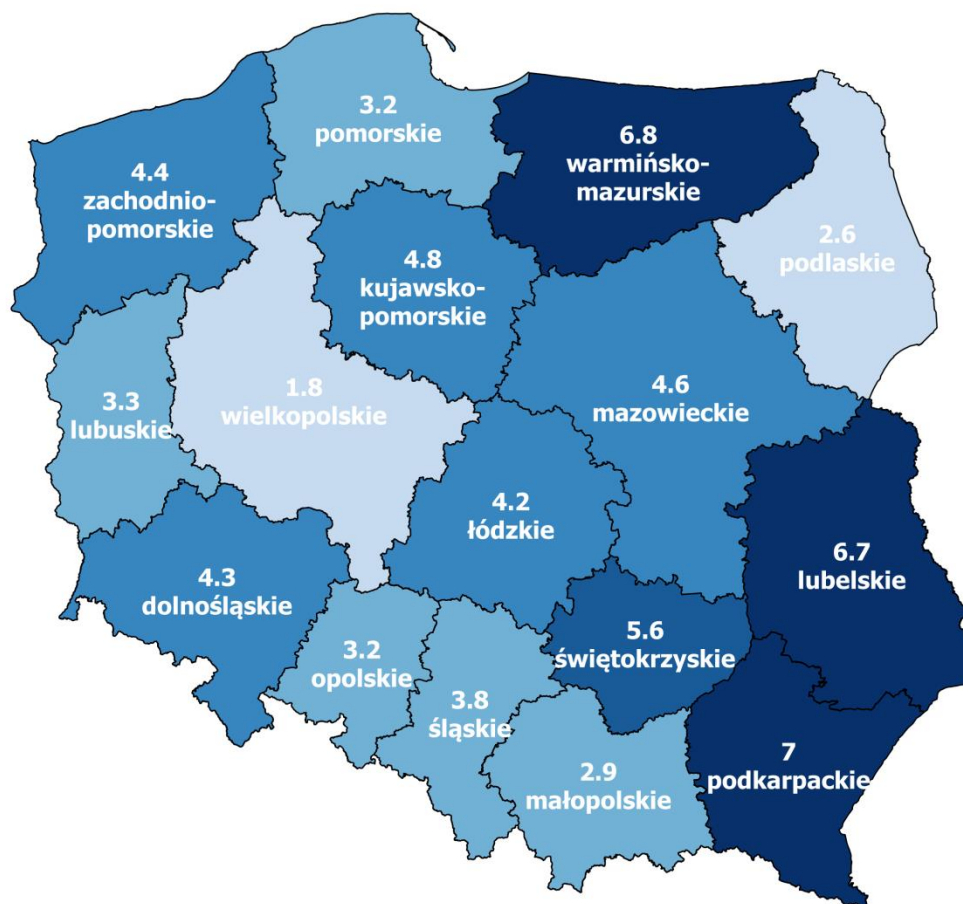 3.2
pomorskie
6.8
warmińsko-
mazurskie
4.4
zachodnio-
pomorskie
2.6
podlaskie
4.8
kujawsko-
pomorskie
1.8
wielkopolskie
4.6
mazowieckie
3.3
lubuskie
4.2
łódzkie
6.7
lubelskie
4.3
dolnośląskie
5.6
świętokrzyskie
3.2
opolskie
3.8
śląskie
2.9
małopolskie
7
podkarpackie